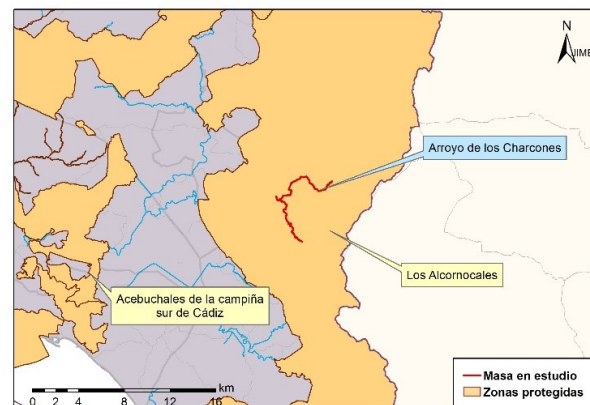 N
JIME
Arroyo de los Charcones
Los Alcornocales
Acebuchales de la campiña
sur de Cádiz
km
0 2 4 8 12 16
Masa en estudio
Zonas protegidas